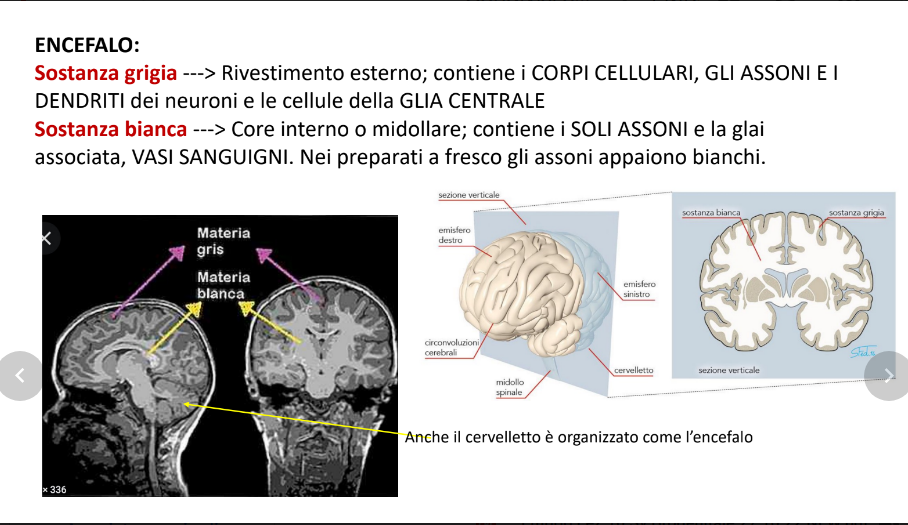 ENCEFALO:
Sostanza grigia ---> Rivestimento esterno; contiene i CORPI CELLULARI, GLI ASSONI E I
DENDRITI dei neuroni e le cellule della GLIA CENTRALE
Sostanza bianca ---> Core interno o midollare; contiene i SOLI ASSONI e la glai
associata, VASI SANGUIGNI. Nei preparati a fresco gli assoni appaiono bianchi.
Materia
gris
Materia
blanca
× 336
sezione verticale
emisfero
destro
emisfero
sinistro
circonvoluzioni
cerebrali
cervelletto
midollo
spinale
sostanza bianca
sostanza grigia
sezione verticale
Anche il cervelletto è organizzato come l’encefalo